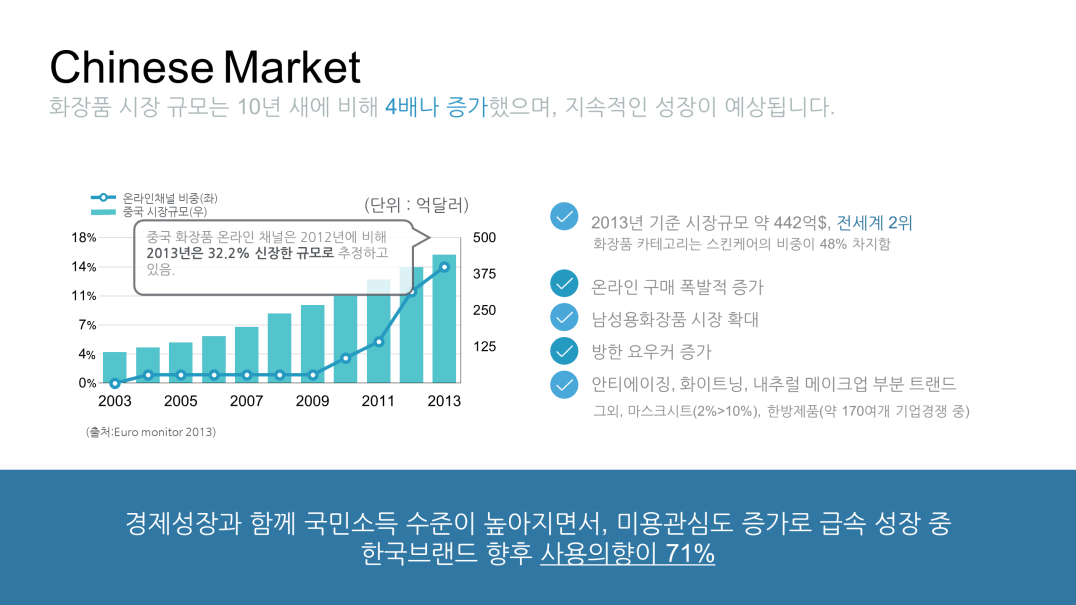 Chinese Market
화장품 시장 규모는 10년 새에 비해 4배나 증가했으며, 지속적인 성장이 예상됩니다.
온라인채널 비중(좌)
중국 시장규모(우)
(단위 : 억달러)
중국 화장품 온라인 채널은 2012년에 비해
2013년은 32.2% 신장한 규모로 추정하고
있음.
18%
14%
11%
7%
4%
0%
500
375
250
125
2003 2005 2007 2009 2011 2013
(출처:Euro monitor 2013)
2013년 기준 시장규모 약 442억$, 전세계 2위
화장품 카테고리는 스킨케어의 비중이 48% 차지함
온라인 구매 폭발적 증가
남성용화장품 시장 확대
방한 요우커 증가
안티에이징, 화이트닝, 내추럴 메이크업 부분 트랜드
그외, 마스크시트(2%>10%), 한방제품(약 170여개 기업경쟁 중)
경제성장과 함께 국민소득 수준이 높아지면서, 미용관심도 증가로 급속 성장 중
한국브랜드 향후 사용의향이 71%